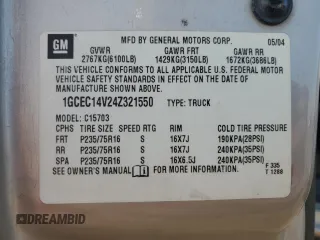 GM
MFD BY GENERAL MOTORS CORP. 05/04
GVWR GAWR FRT GAWR RR
2767KG(6100LB) 1429KG(3150LB) 1672KG(3686LB)
THIS VEHICLE CONFORMS TO ALL APPLICABLE U.S. FEDERAL MOTOR
VEHICLE SAFETY STANDARDS IN EFFECT ON THE DATE OF
MANUFACTURE SHOWN ABOVE.
1GCEC14V24Z321550 TYPE: TRUCK
MODEL: C15703
CPHS TIRE SIZE SPEED RTG RIM COLD TIRE PRESSURE
FRT P235/75R16 S 16X7J 190KPA(28PSI)
RR P235/75R16 S 16X7J 240KPA(35PSI)
SPA P235/75R16 S 16X6.5J 240KPA(35PSI)
SEE OWNER'S MANUAL FOR MORE INFORMATION
F 335
T 1288
DREAMBID